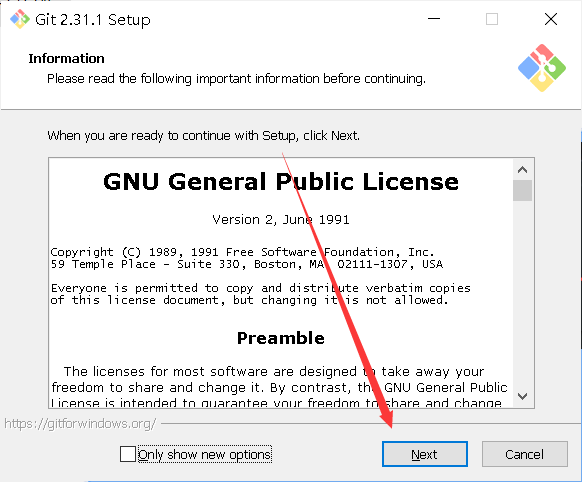 Git 2.31.1 Setup
Information
Please read the following important information before continuing.
When you are ready to continue with Setup, click Next.
GNU General Public License
Version 2, June 1991
Copyright (C) 1989, 1991 Free Software Foundation, Inc.
59 Temple Place - Suite 330, Boston, MA 02111-1307, USA
Everyone is permitted to copy and distribute verbatim copies
of this license document, but changing it is not allowed.
Preamble
The licenses for most software are designed to take away your
freedom to share and change it. By contrast, the GNU General Public
License is intended to guarantee your freedom to share and change
https://gitforwindows.org/
Only show new options
Next
Cancel